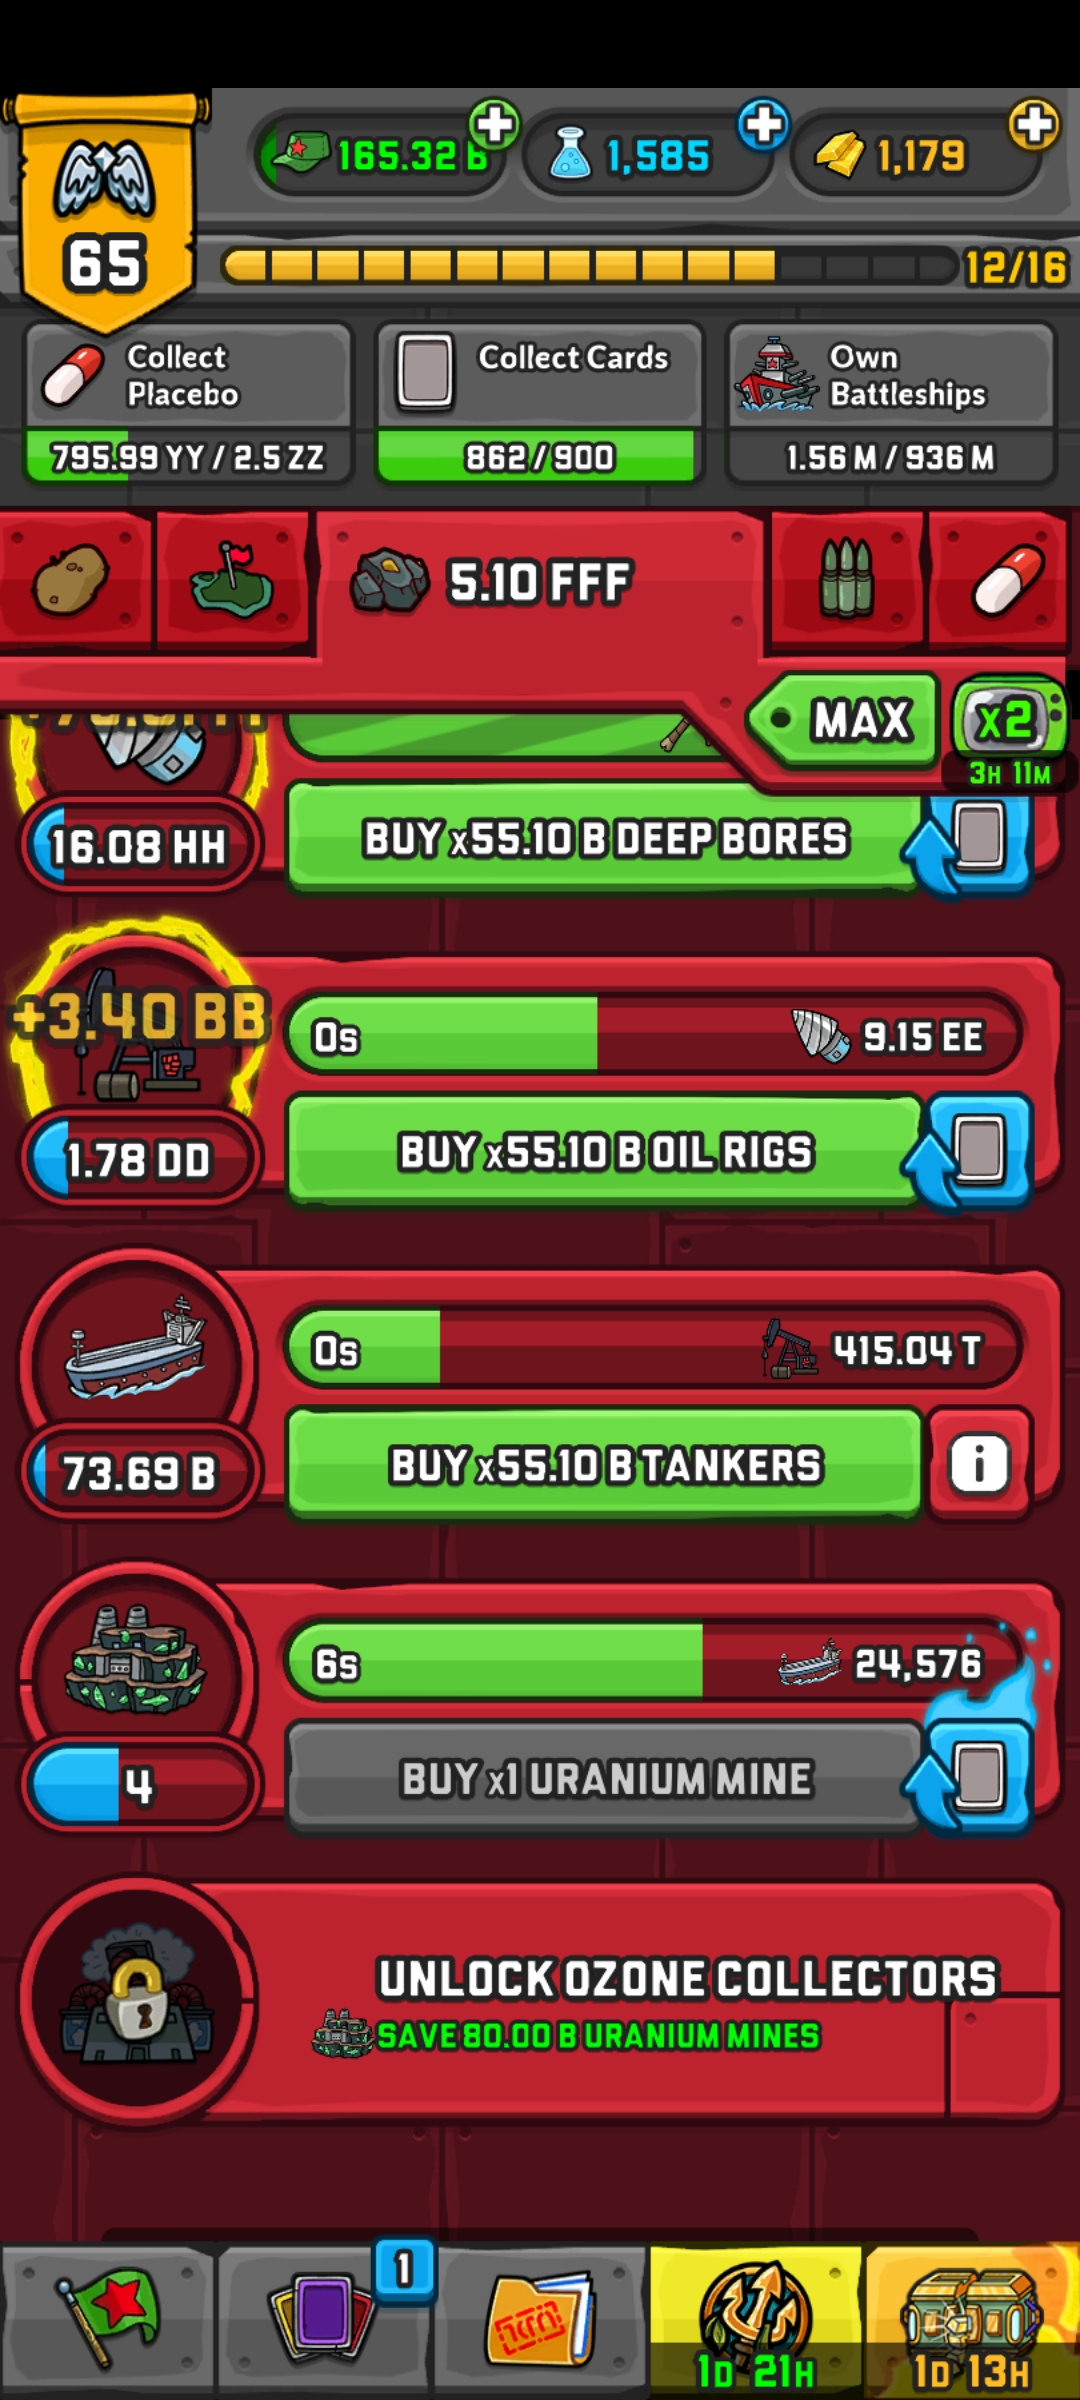 165.32 B
1,585
1,179
65
12/16
Collect
Placebo
795.99 YY / 2.5 ZZ
Collect Cards
862/900
Own
Battleships
1.56 M / 936 M
5.10 FFF
MAX
x2
3H 11M
16.08 HH
BUY x55.10 B DEEP BORES
+3.40 BB
0s
9.15 EE
1.78 DD
BUY x55.10 B OIL RIGS
0s
415.04 T
73.69 B
BUY x55.10 B TANKERS
i
6s
24,576
4
BUY x1 URANIUM MINE
UNLOCK OZONE COLLECTORS
SAVE 80.00 B URANIUM MINES
1
1D 21H
1D 13H